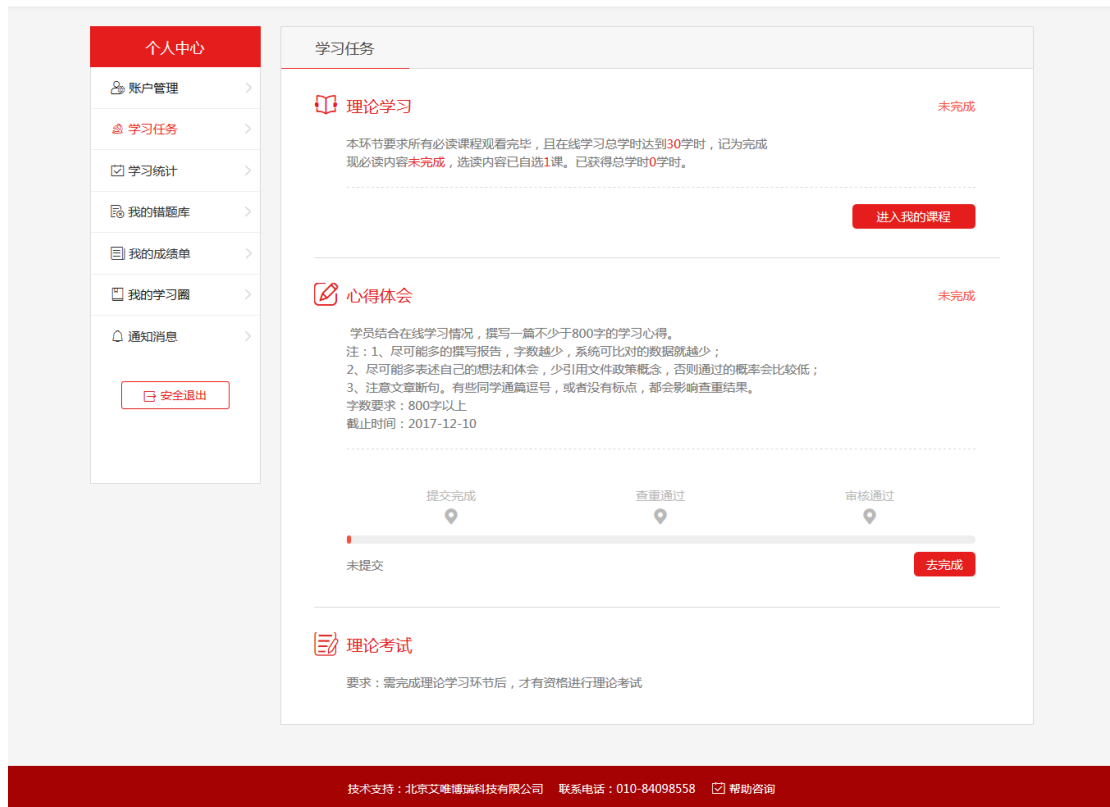 个人中心
账户管理
学习任务
学习统计
我的错题库
我的成绩单
我的学习圈
通知消息
安全退出
学习任务
理论学习
未完成
本环节要求所有必读课程观看完毕，且在线学习总学时达到30学时，记为完成
现必读内容未完成，选读内容已自选1课。已获得总学时0学时。
进入我的课程
心得体会
未完成
学员结合在线学习情况，撰写一篇不少于800字的学习心得。
注：1、尽可能多的撰写报告，字数越少，系统可比对的数据就越少；
2、尽可能多表述自己的想法和体会，少引用文件政策概念，否则通过的概率会比较低；
3、注意文章断句。有些同学通篇逗号，或者没有标点，都会影响查重结果。
字数要求：800字以上
截止时间：2017-12-10
提交完成
查重通过
审核通过
未提交
去完成
理论考试
要求：需完成理论学习环节后，才有资格进行理论考试
技术支持：北京艾唯博瑞科技有限公司 联系电话：010-84098558 帮助咨询